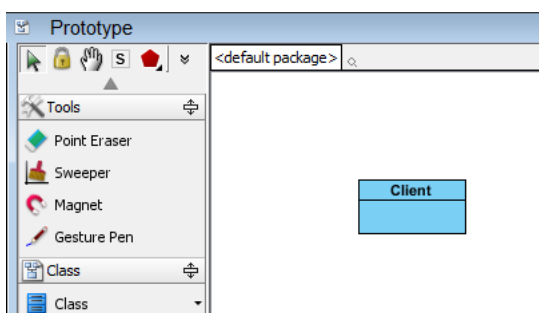 Prototype
S
<default package>
Tools
Point Eraser
Sweeper
Magnet
Gesture Pen
Class
Class
Client